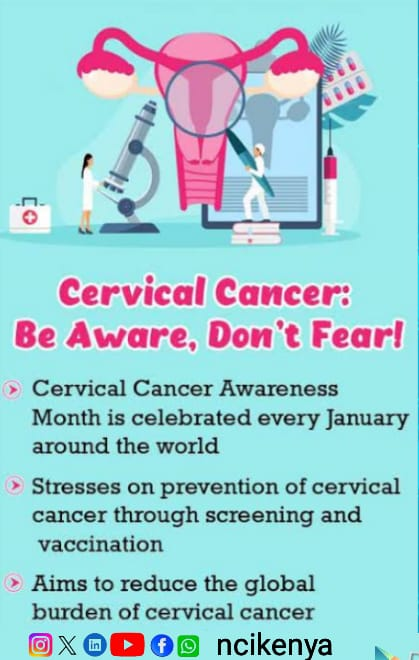 Cervical Cancer:
Be Aware, Don't Fear!
Cervical Cancer Awareness
Month is celebrated every January
around the world
Stresses on prevention of cervical
cancer through screening and
vaccination
Aims to reduce the global
burden of cervical cancer
ncikenya